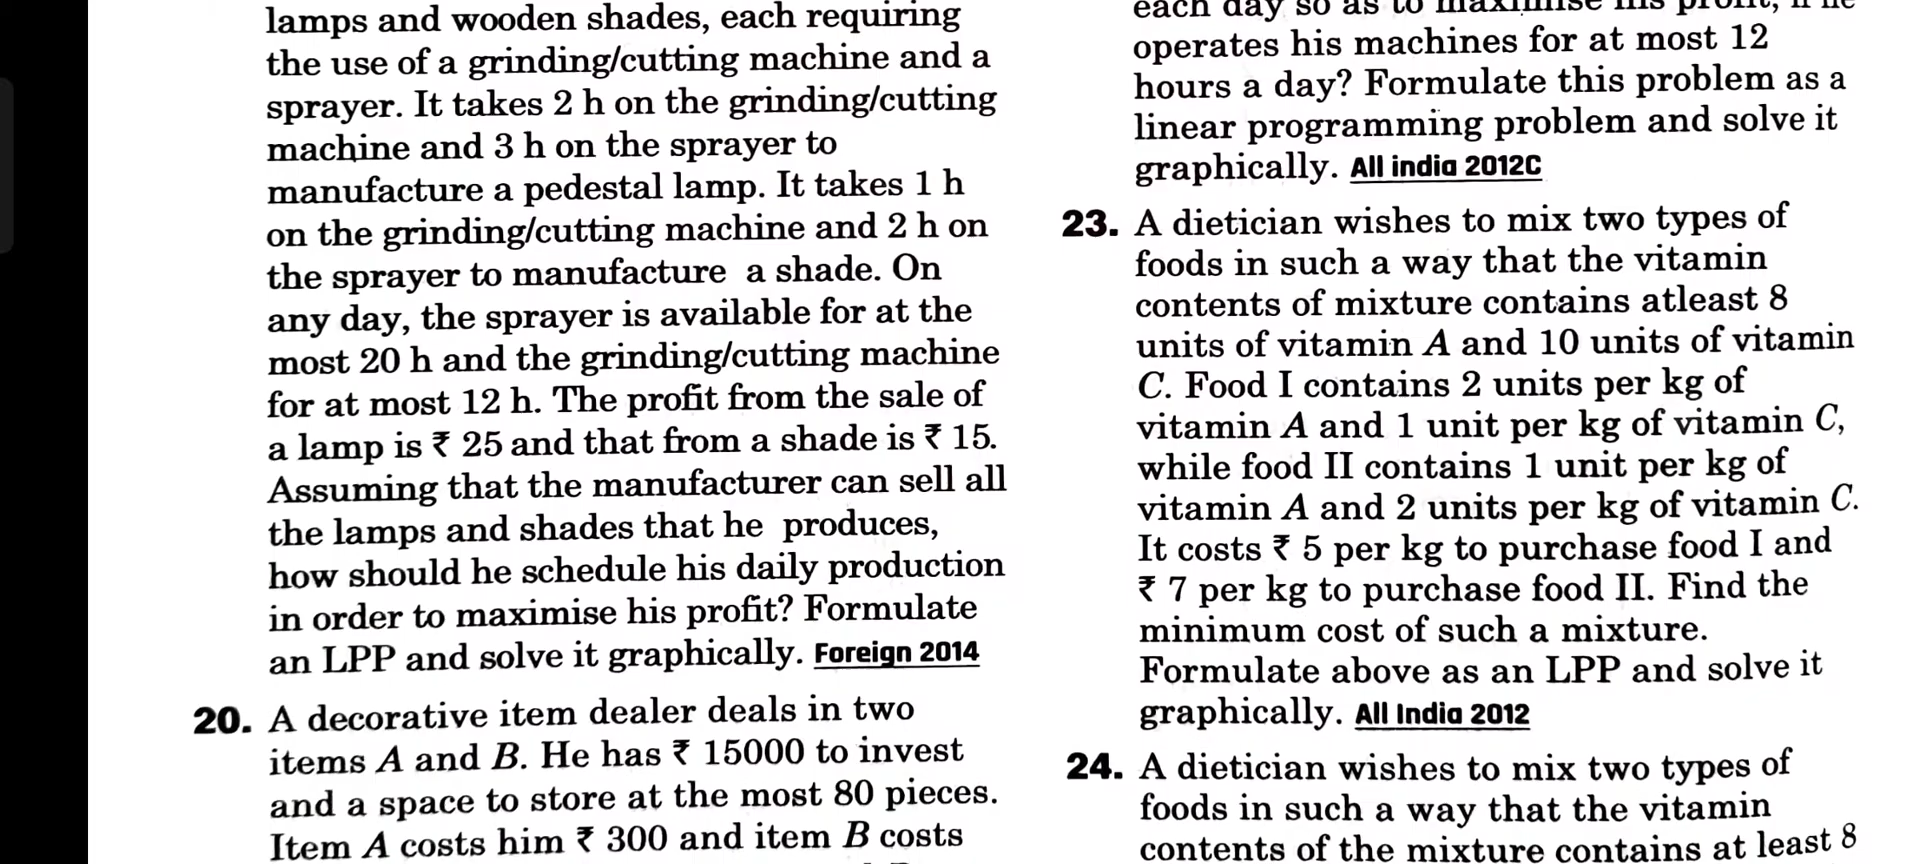 lamps and wooden shades, each requiring
the use of a grinding/cutting machine and a
sprayer. It takes 2 h on the grinding/cutting
machine and 3 h on the sprayer to
manufacture a pedestal lamp. It takes 1 h
on the grinding/cutting machine and 2 h on
the sprayer to manufacture a shade. On
any day, the sprayer is available for at the
most 20 h and the grinding/cutting machine
for at most 12 h. The profit from the sale of
a lamp is ₹ 25 and that from a shade is ₹ 15.
Assuming that the manufacturer can sell all
the lamps and shades that he produces,
how should he schedule his daily production
in order to maximise his profit? Formulate
an LPP and solve it graphically. Foreign 2014
20. A decorative item dealer deals in two
items A and B. He has ₹ 15000 to invest
and a space to store at the most 80 pieces.
Item A costs him ₹ 300 and item B costs
each day so as to maximise his profit, if he
operates his machines for at most 12
hours a day? Formulate this problem as a
linear programming problem and solve it
graphically. All india 2012C
23. A dietician wishes to mix two types of
foods in such a way that the vitamin
contents of mixture contains atleast 8
units of vitamin A and 10 units of vitamin
C. Food I contains 2 units per kg of
vitamin A and 1 unit per kg of vitamin C,
while food II contains 1 unit per kg of
vitamin A and 2 units per kg of vitamin C.
It costs ₹ 5 per kg to purchase food I and
₹ 7 per kg to purchase food II. Find the
minimum cost of such a mixture.
Formulate above as an LPP and solve it
graphically. All India 2012
24. A dietician wishes to mix two types of
foods in such a way that the vitamin
contents of the mixture contains at least 8